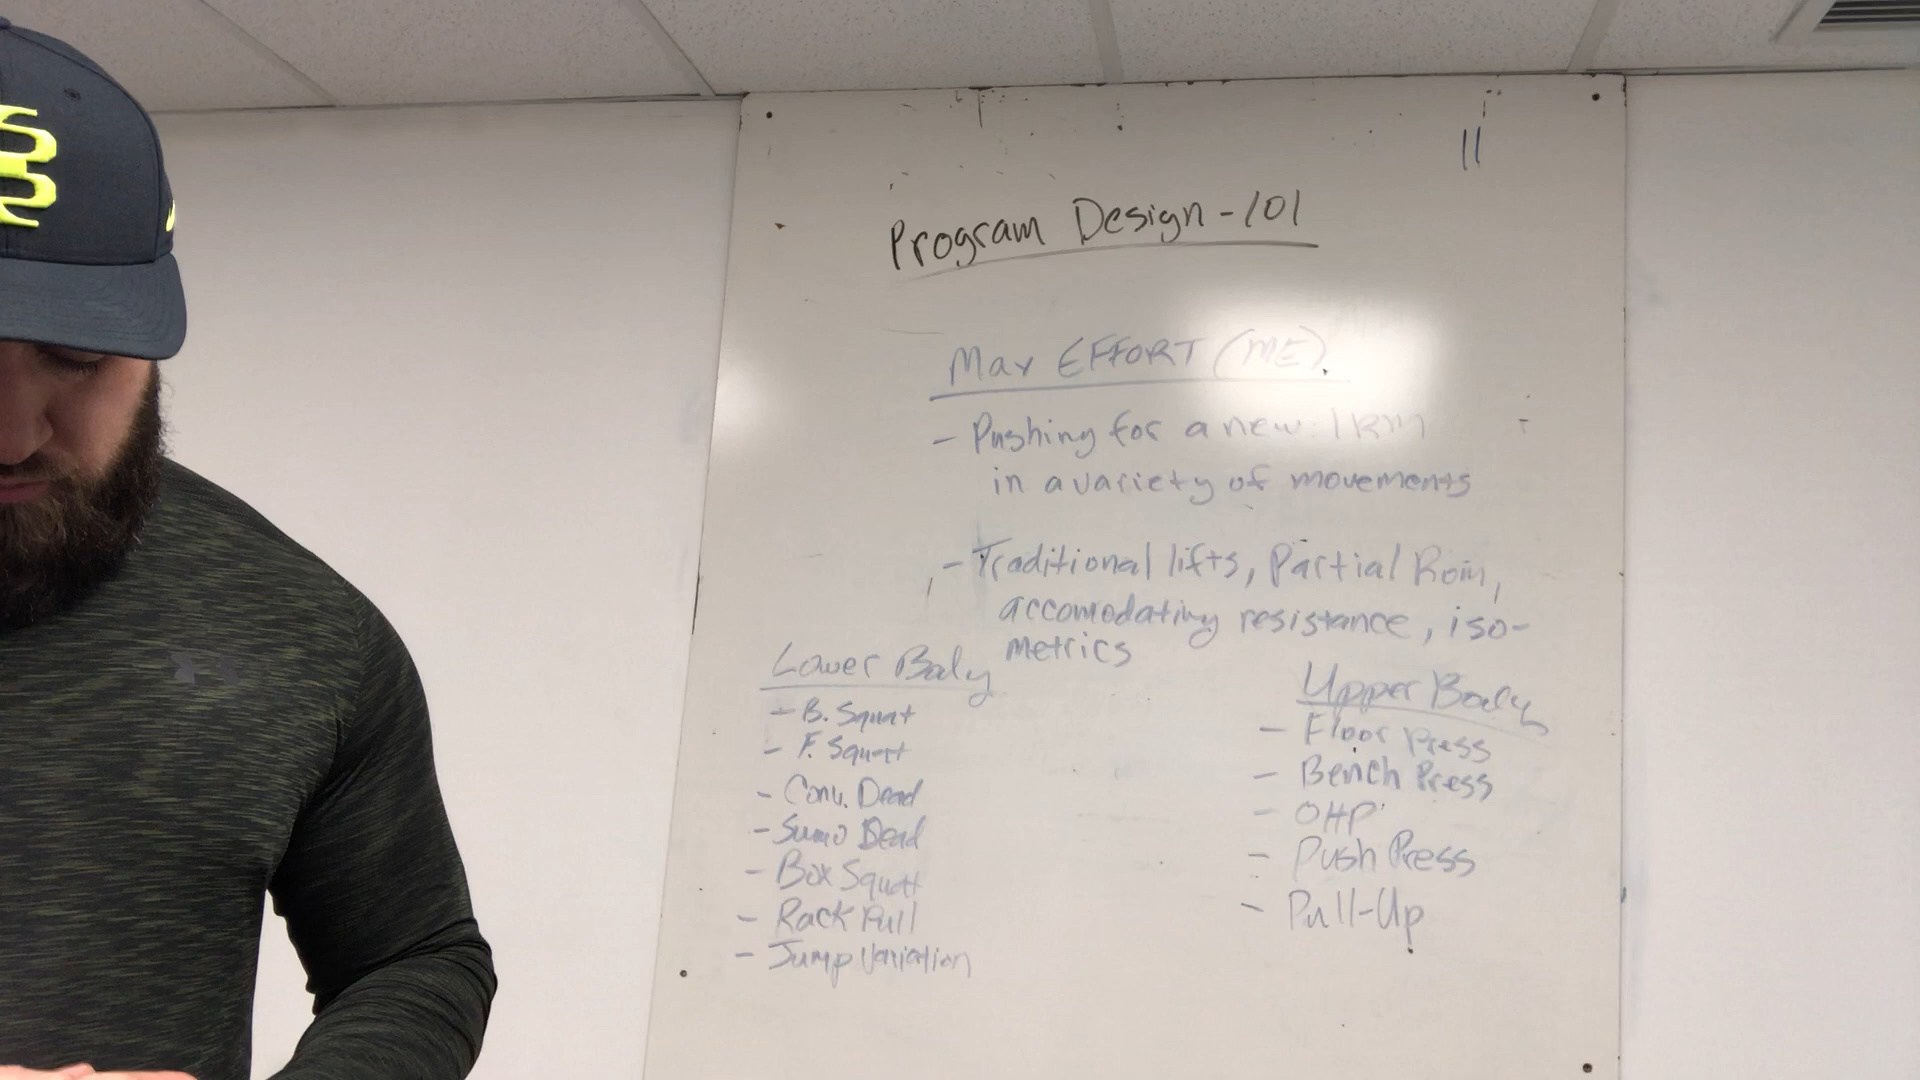 11
Program Design - 101
Max EFFORT (ME)
- Pushing for a new 1RM
in a variety of movements
- Traditional lifts, Partial Rom,
accomodating resistance, iso-
metrics
Lower Body
- B. Squat
- F. Squat
- Conv. Dead
- Sumo Dead
- Box Squat
- Rack Pull
- Jump Variation
Upper Body
- Floor Press
- Bench Press
- OHP
- Push Press
- Pull-Up